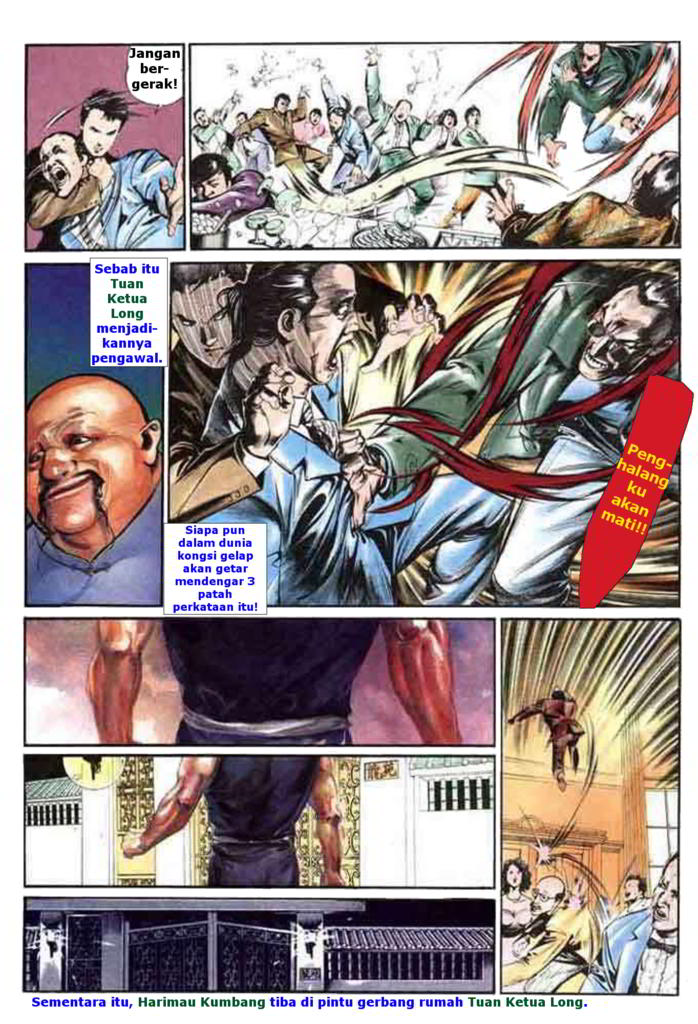 Jangan
ber-
gerak!
Sebab itu
Tuan
Ketua
Long
menjadi-
kannya
pengawal.
Peng-
halang
ku
akan
mati!!
Siapa pun
dalam dunia
kongsi gelap
akan getar
mendengar 3
patah
perkataan itu!
Sementara itu, Harimau Kumbang tiba di pintu gerbang rumah Tuan Ketua Long.